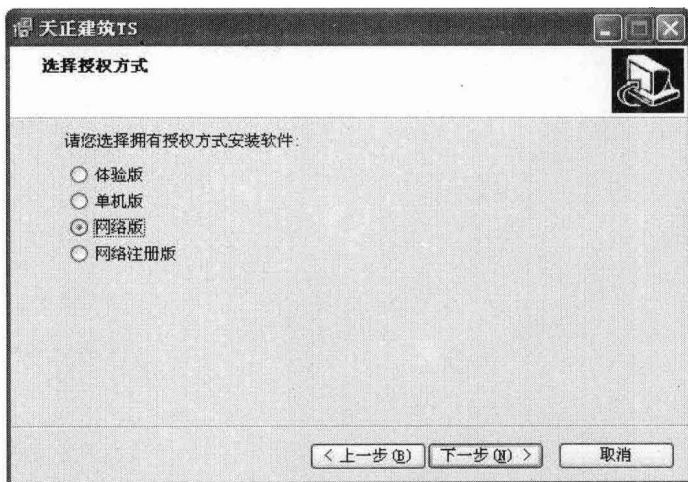 天正建筑TS
选择授权方式
请您选择拥有授权方式安装软件:
体验版
单机版
网络版
网络注册版
< 上一步(B) 下一步(N) > 取消